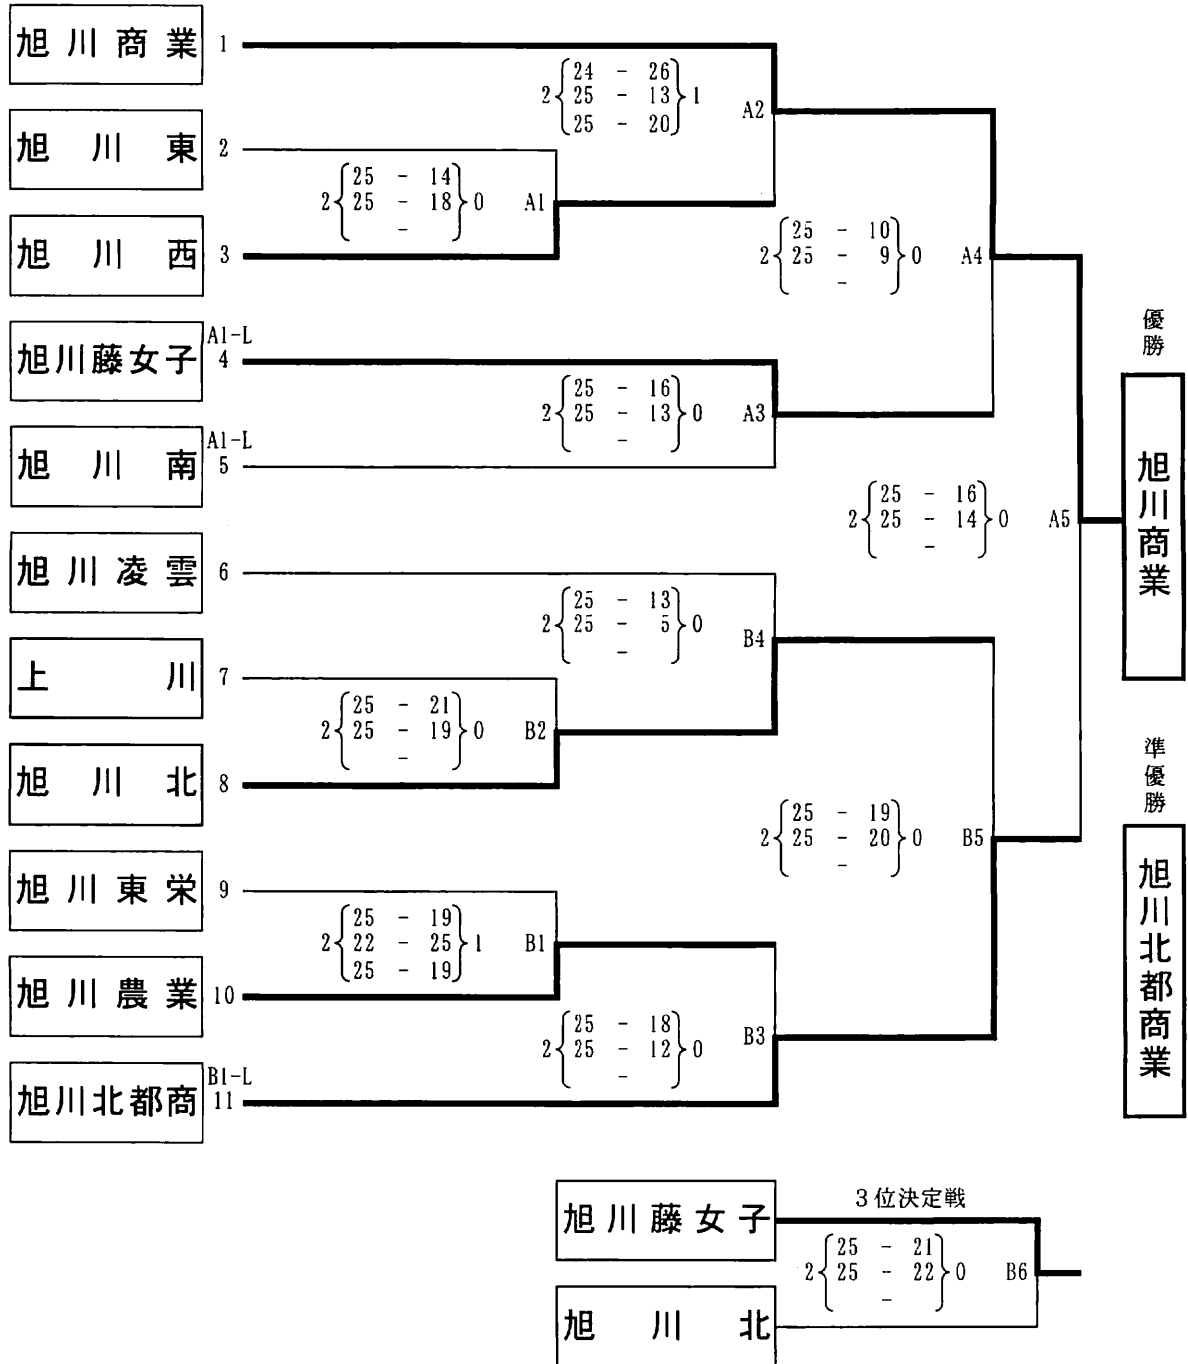 旭川商業 1
24 - 26
2 25 - 13 1 A2
25 - 20
旭川東 2
25 - 14
2 25 - 18 0 A1
-
旭川西 3
25 - 10
2 25 - 9 0 A4
-
A1-L
旭川藤女子 4
25 - 16
2 25 - 13 0 A3
-
A1-L
旭川南 5
25 - 16
2 25 - 14 0 A5
-
優勝
旭川商業
旭川凌雲 6
25 - 13
2 25 - 5 0 B4
-
上川 7
25 - 21
2 25 - 19 0 B2
-
旭川北 8
25 - 19
2 25 - 20 0 B5
-
準優勝
旭川北都商業
旭川東栄 9
25 - 19
2 22 - 25 1 B1
25 - 19
旭川農業 10
25 - 18
2 25 - 12 0 B3
-
B1-L
旭川北都商 11
3位決定戦
旭川藤女子
25 - 21
2 25 - 22 0 B6
-
旭川北